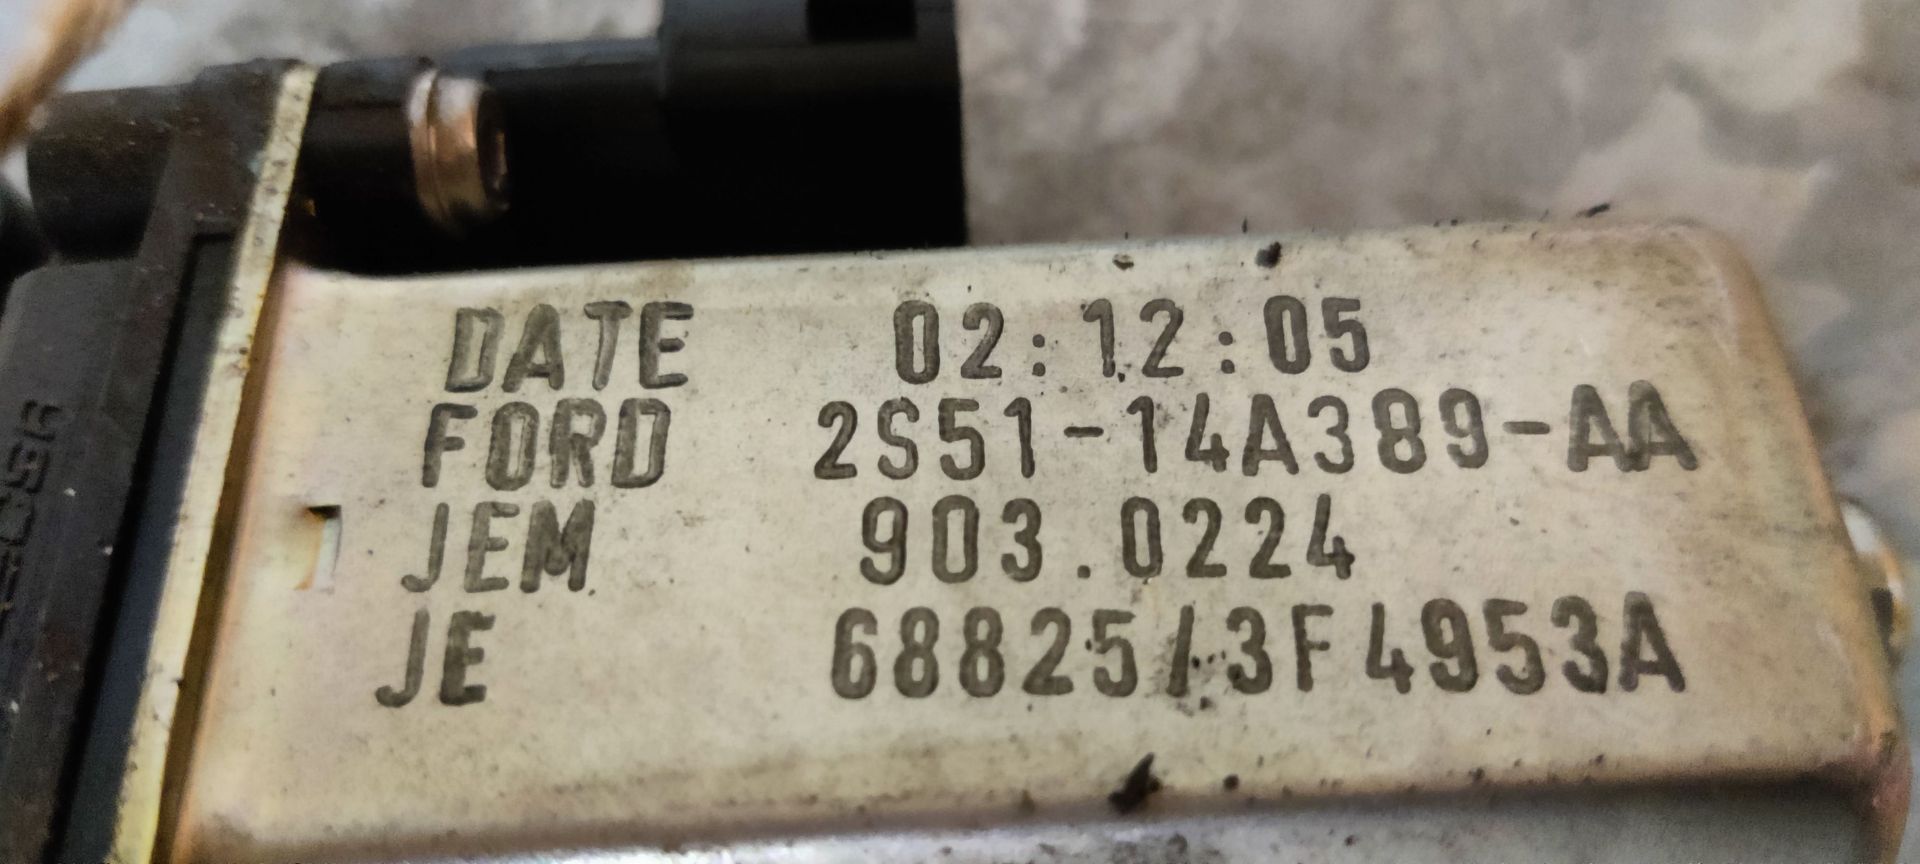 DATE 02:12:05
FORD 2S51-14A389-AA
JEM 903.0224
JE 68825/3F4953A